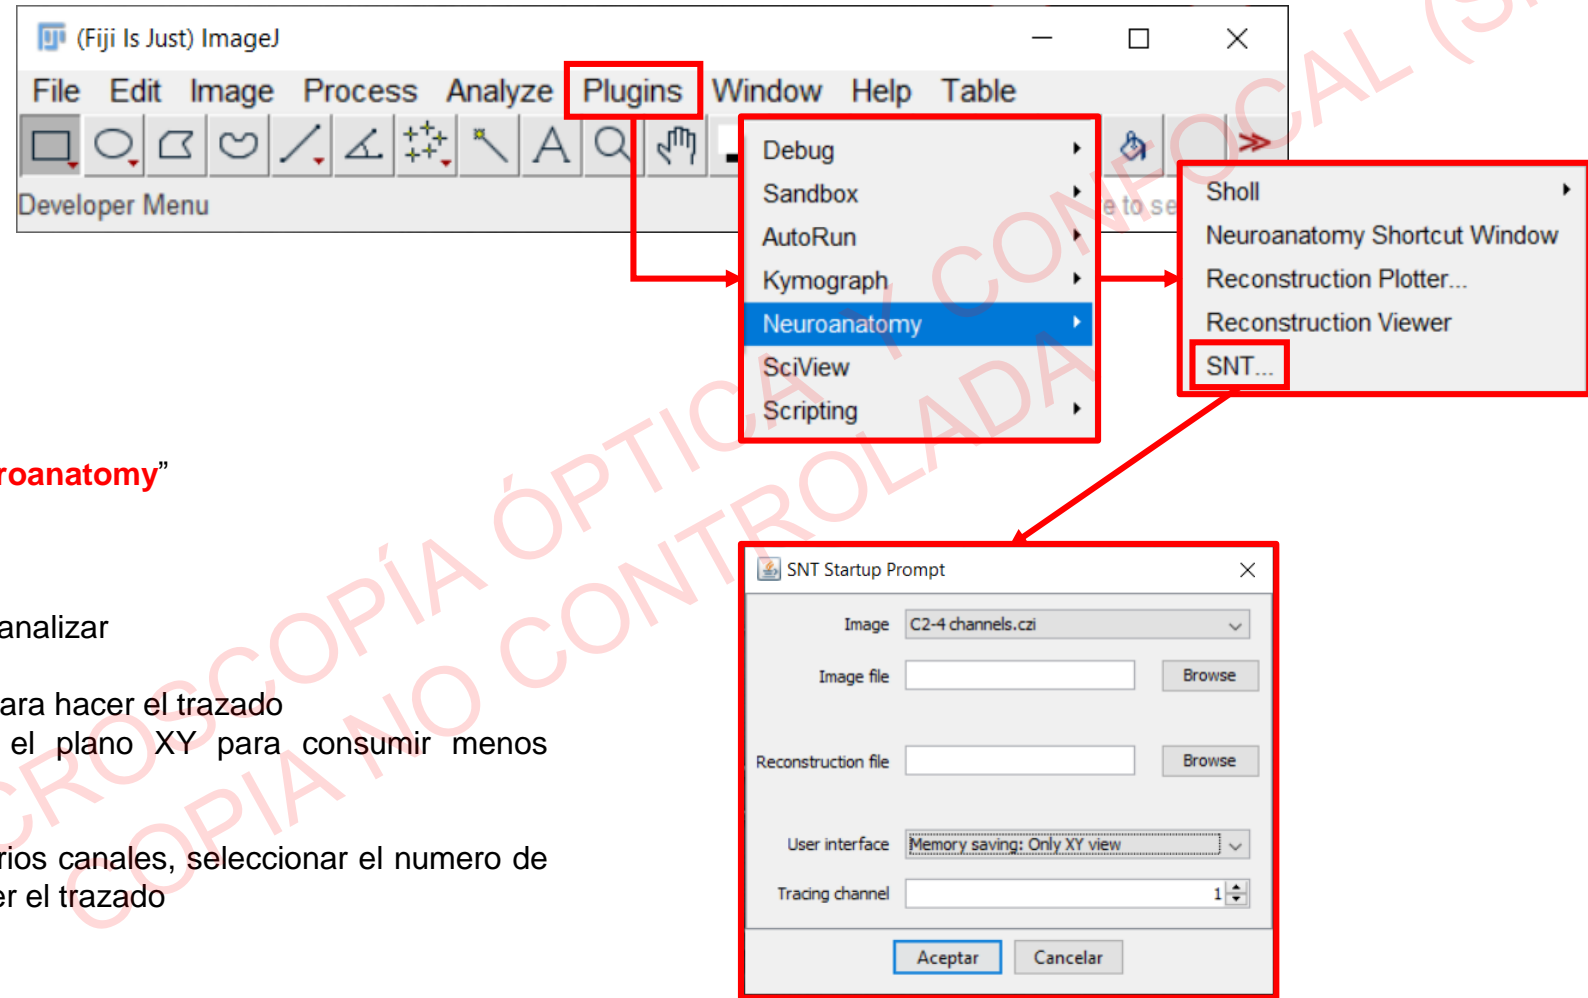 (Fiji Is Just) ImageJ
File Edit Image Process Analyze Plugins Window Help Table
Developer Menu
e to se
Debug
Sandbox
AutoRun
Kymograph
Neuroanatomy
SciView
Scripting
Sholl
Neuroanatomy Shortcut Window
Reconstruction Plotter...
Reconstruction Viewer
SNT...
roanatomy”
analizar
ara hacer el trazado
el plano XY para consumir menos
rios canales, seleccionar el numero de
er el trazado
SNT Startup Prompt
Image C2-4 channels.czi
Image file Browse
Reconstruction file Browse
User interface Memory saving: Only XY view
Tracing channel 1
Aceptar Cancelar
CROSCOPÍA ÓPTICA Y CONFOCAL (S
COPIA NO CONTROLADA